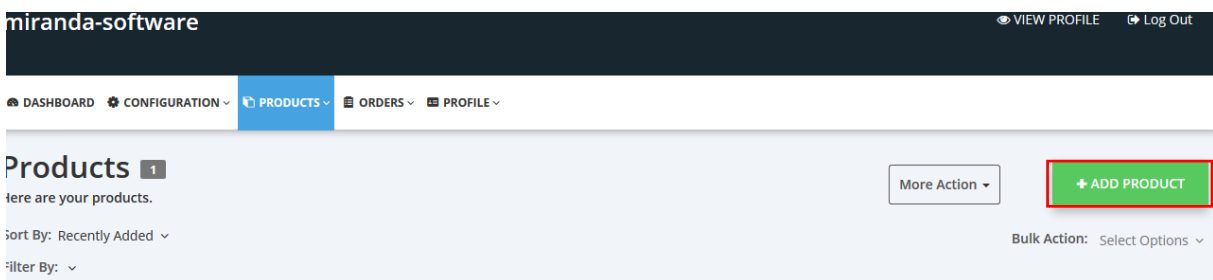 miranda-software
VIEW PROFILE Log Out
DASHBOARD CONFIGURATION PRODUCTS ORDERS PROFILE
Products 1
Here are your products.
More Action
+ ADD PRODUCT
Sort By: Recently Added
Bulk Action: Select Options
Filter By: